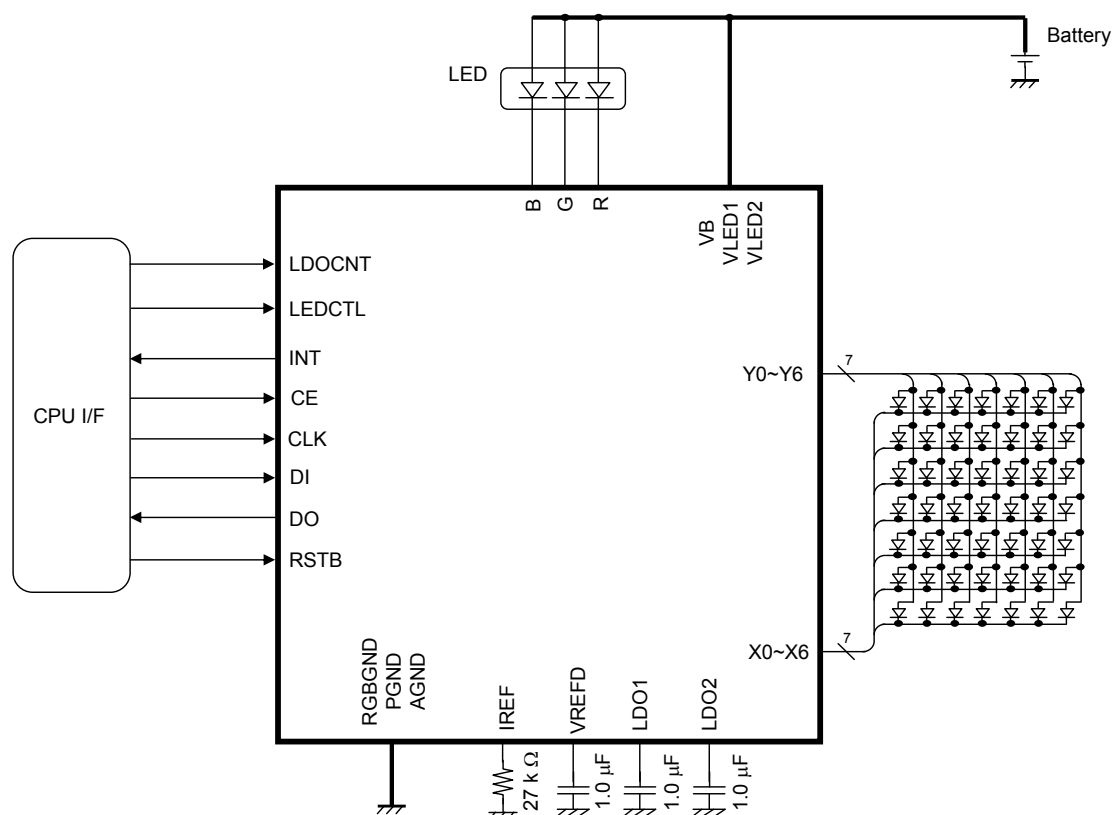 Battery
LED
B
G
R
VB
VLED1
VLED2
CPU I/F
LDOCNT
LEDCTL
INT
CE
CLK
DI
DO
RSTB
Y0~Y6
7
X0~X6
7
RGBGND
PGND
AGND
IREF
VREFD
LDO1
LDO2
27 k Ω
1.0 μF
1.0 μF
1.0 μF